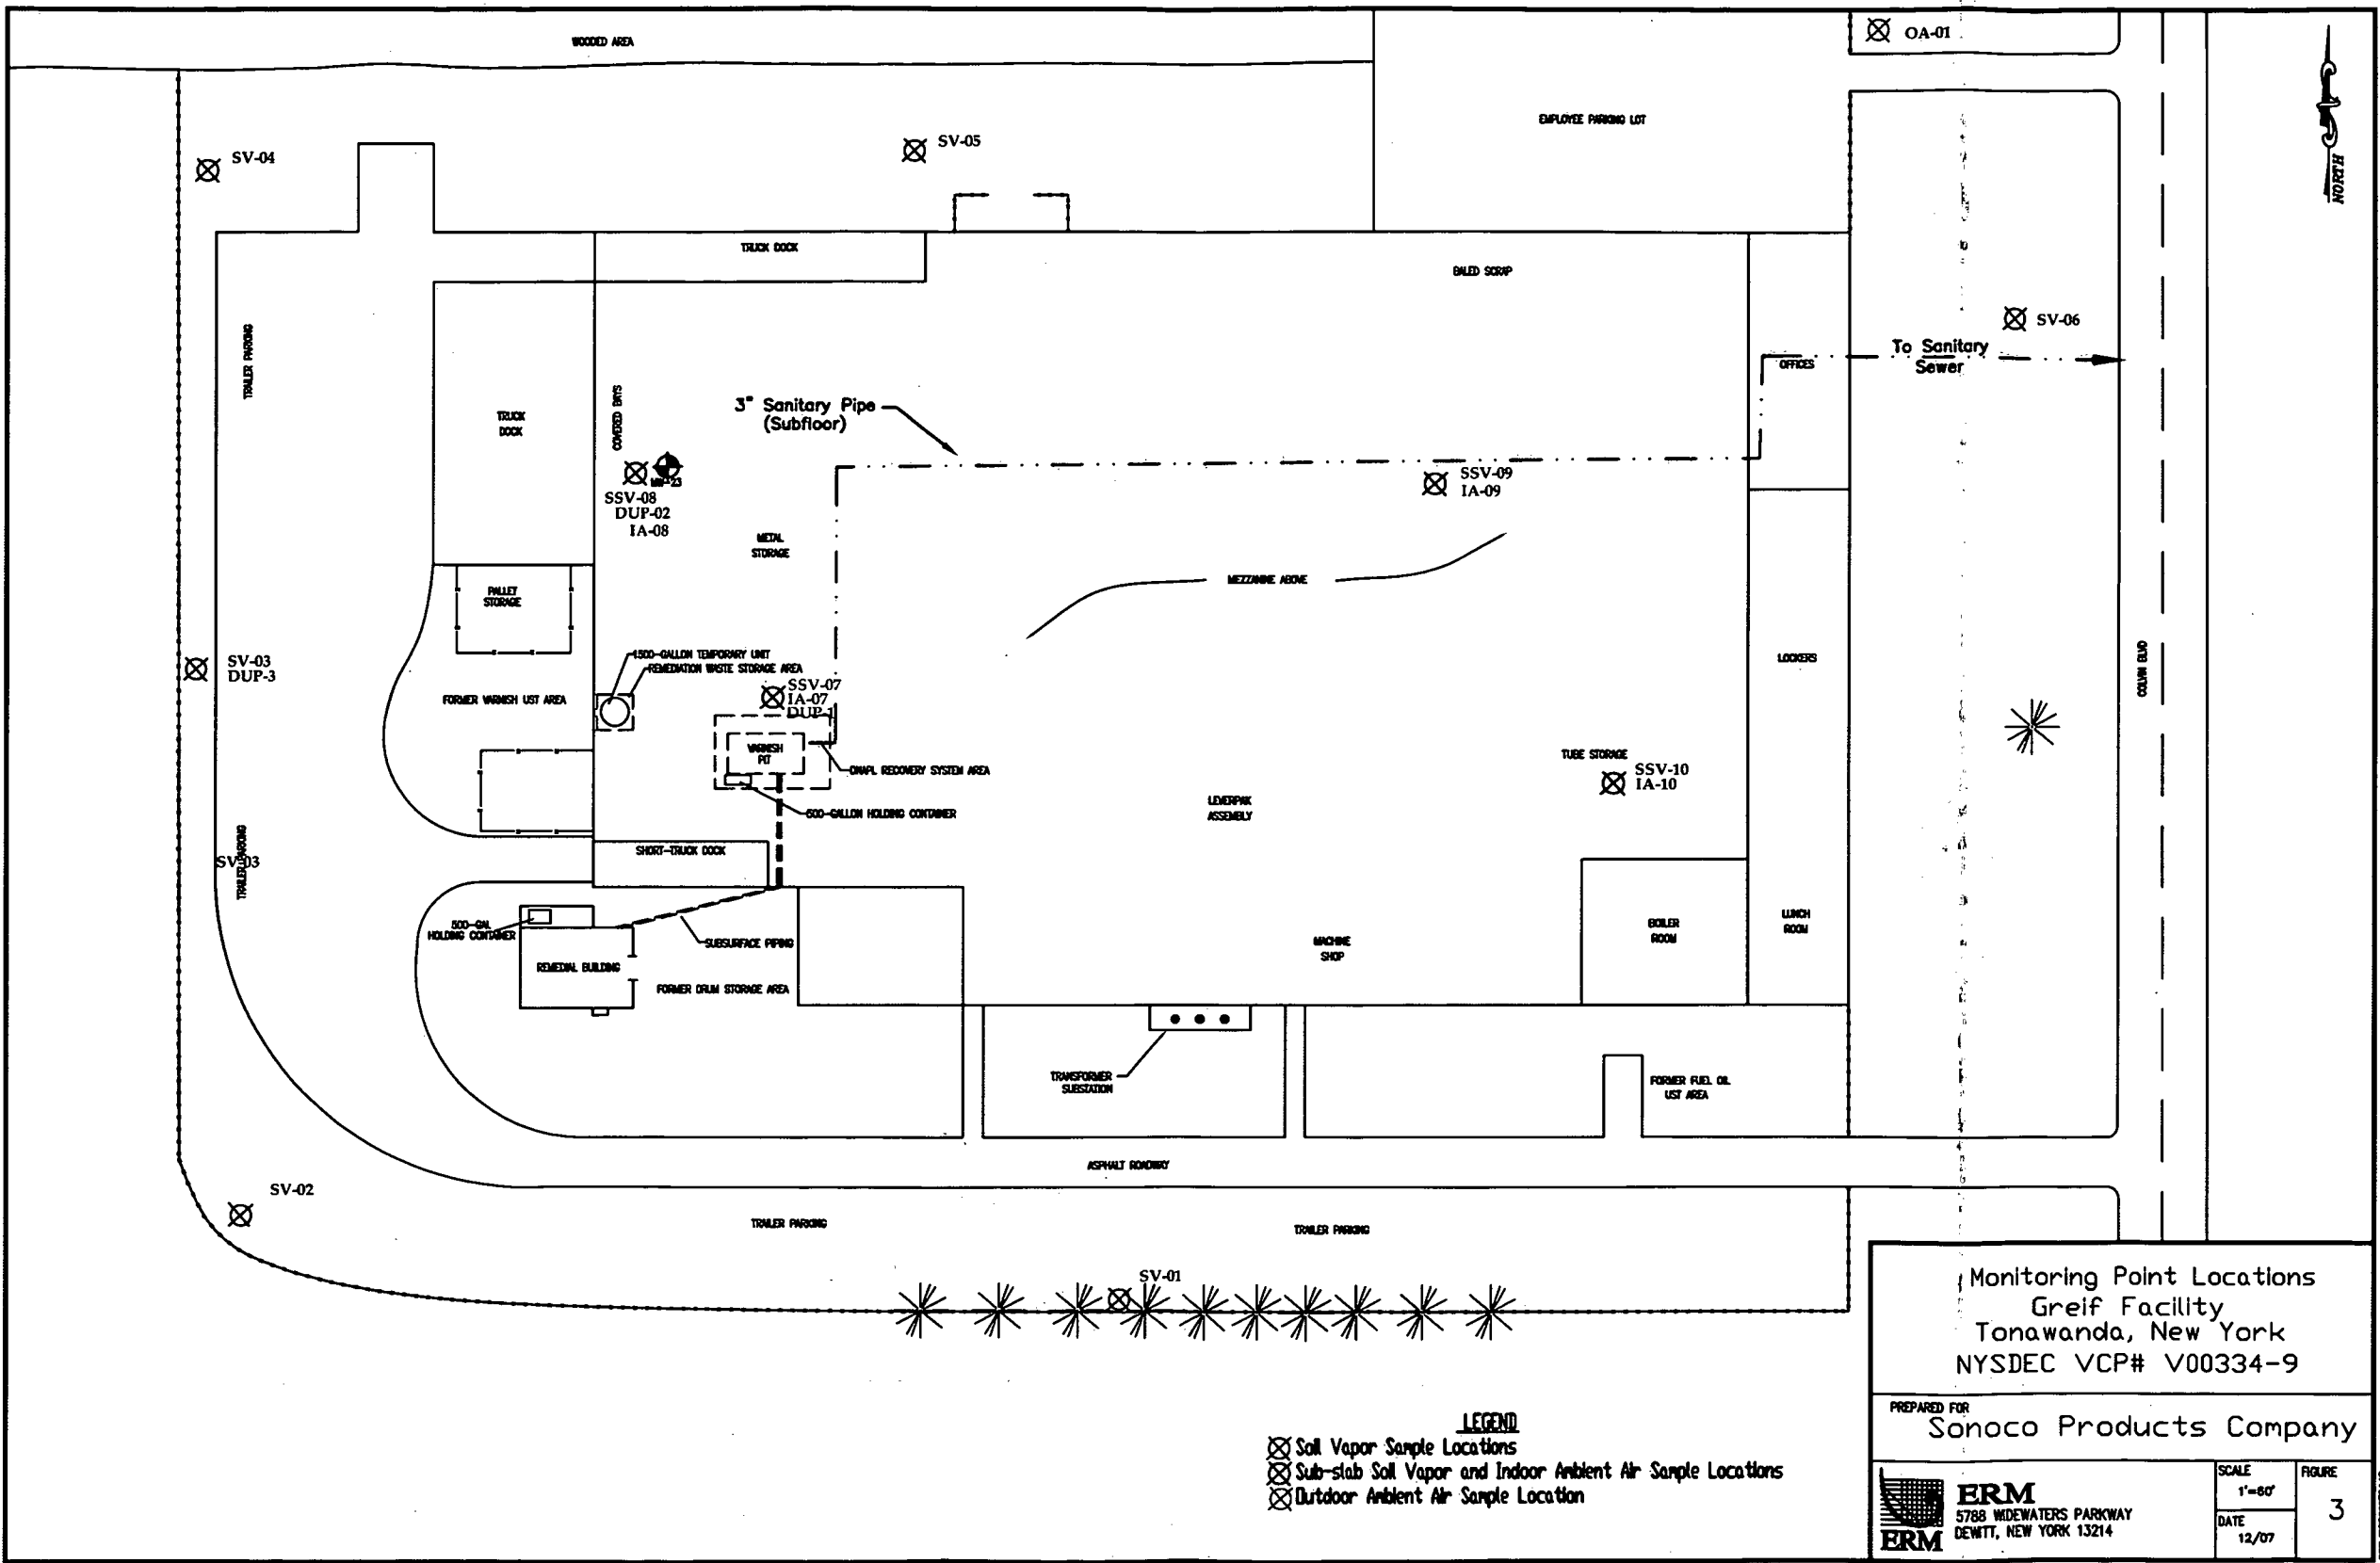 WOODED AREA
OA-01
NORTH
EMPLOYEE PARKING LOT
SV-04
SV-05
TRUCK DOCK
BALED SCRAP
SV-06
To Sanitary
Sewer
OFFICES
TRAILER PARKING
COVERED BAYS
TRUCK
DOCK
3" Sanitary Pipe
(Subfloor)
MW-23
SSV-08
DUP-02
IA-08
SSV-09
IA-09
METAL
STORAGE
MEZZANINE ABOVE
PALLET
STORAGE
SV-03
DUP-3
1,500-GALLON TEMPORARY UNIT
REMEDIATION WASTE STORAGE AREA
LOCKERS
COLVIN BLVD
FORMER VARNISH UST AREA
SSV-07
IA-07
DUP-1
VARNISH
PIT
DNAPL RECOVERY SYSTEM AREA
TUBE STORAGE
SSV-10
IA-10
500-GALLON HOLDING CONTAINER
LEVERPAK
ASSEMBLY
SHORT-TRUCK DOCK
SV-03
TRAILER PARKING
500-GAL
HOLDING CONTAINER
SUBSURFACE PIPING
REMEDIAL BUILDING
FORMER DRUM STORAGE AREA
MACHINE
SHOP
BOILER
ROOM
LUNCH
ROOM
TRANSFORMER
SUBSTATION
FORMER FUEL OIL
UST AREA
ASPHALT ROADWAY
SV-02
TRAILER PARKING
TRAILER PARKING
SV-01
Monitoring Point Locations
Greif Facility
Tonawanda, New York
NYSDEC VCP# V00334-9
PREPARED FOR
Sonoco Products Company
LEGEND
Soil Vapor Sample Locations
Sub-slab Soil Vapor and Indoor Ambient Air Sample Locations
Outdoor Ambient Air Sample Location
ERM
ERM
5788 WIDEWATERS PARKWAY
DEWITT, NEW YORK 13214
SCALE
1"=60'
DATE
12/07
FIGURE
3